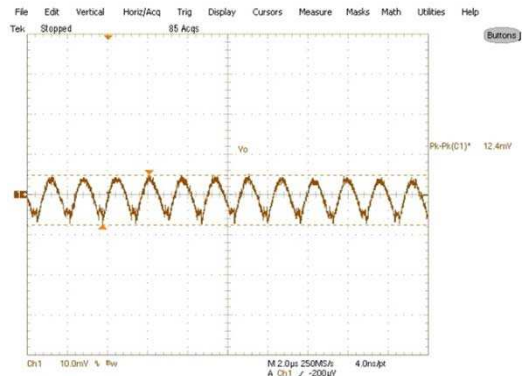 File Edit Vertical Horiz/Acq Trig Display Cursors Measure Masks Math Utilities Help
Tek Stopped 85 Acqs
Buttons
Vo
Pk-Pk(C1)* 12.4mV
Ch1 10.0mV
M 2.0µs 250MS/s 4.0ns/pt
A Ch1 / -200µV